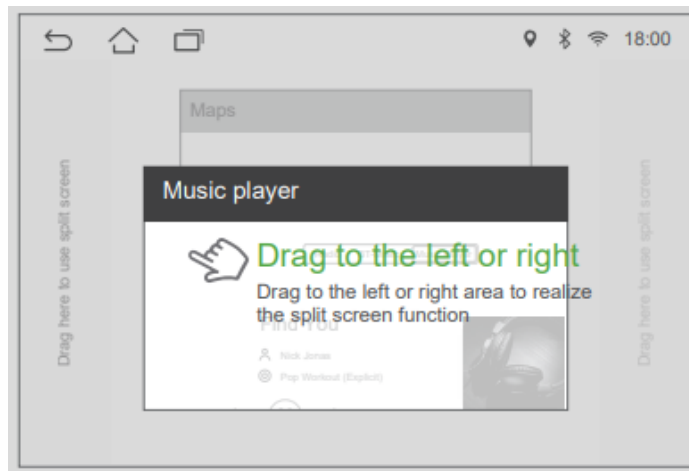 18:00
Maps
Drag here to use split screen
Music player
Drag here to use split screen
Drag to the left or right
Drag to the left or right area to realize
the split screen function
Find You
Nick Jonas
Pop Workout (Explicit)